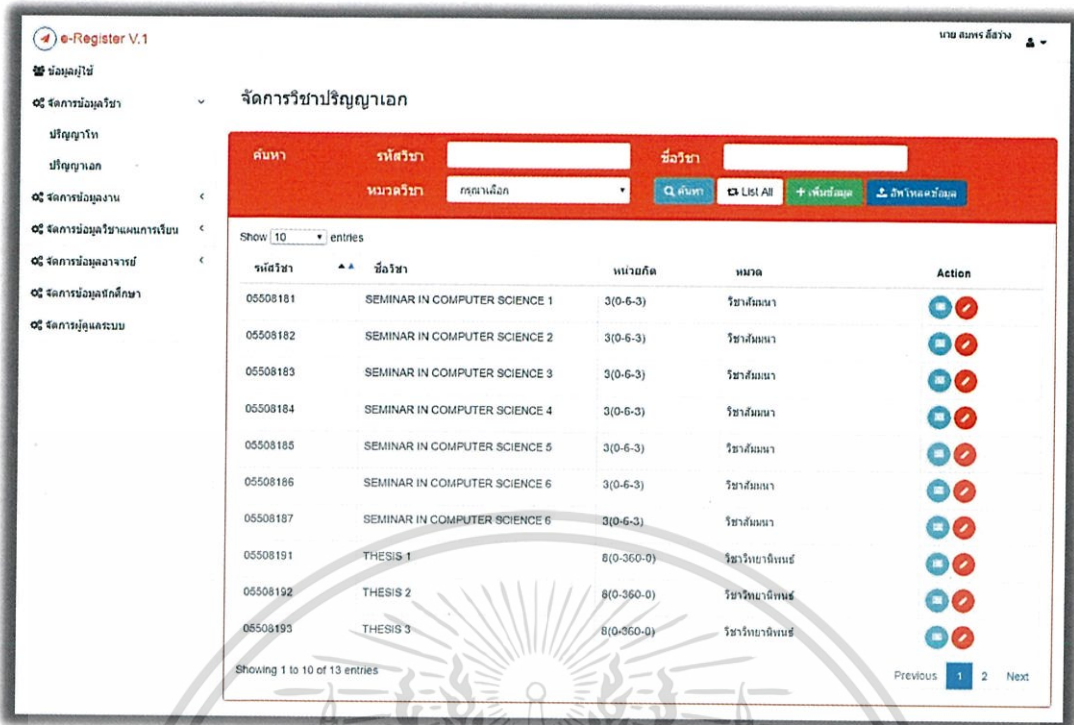 e-Register V.1
นาย สมพร ลี้สว่าง
ข้อมูลผู้ใช้
จัดการข้อมูลวิชา
ปริญญาโท
ปริญญาเอก
จัดการข้อมูลงาน
จัดการข้อมูลวิชาแผนการเรียน
จัดการข้อมูลอาจารย์
จัดการข้อมูลนักศึกษา
จัดการผู้ดูแลระบบ
จัดการวิชาปริญญาเอก
ค้นหา รหัสวิชา ชื่อวิชา
หมวดวิชา กรุณาเลือก ค้นหา List All + เพิ่มข้อมูล อัพโหลดข้อมูล
Show 10 entries
รหัสวิชา ชื่อวิชา หน่วยกิต หมวด Action
05508181 SEMINAR IN COMPUTER SCIENCE 1 3(0-6-3) วิชาสัมมนา
05508182 SEMINAR IN COMPUTER SCIENCE 2 3(0-6-3) วิชาสัมมนา
05508183 SEMINAR IN COMPUTER SCIENCE 3 3(0-6-3) วิชาสัมมนา
05508184 SEMINAR IN COMPUTER SCIENCE 4 3(0-6-3) วิชาสัมมนา
05508185 SEMINAR IN COMPUTER SCIENCE 5 3(0-6-3) วิชาสัมมนา
05508186 SEMINAR IN COMPUTER SCIENCE 6 3(0-6-3) วิชาสัมมนา
05508187 SEMINAR IN COMPUTER SCIENCE 6 3(0-6-3) วิชาสัมมนา
05508191 THESIS 1 8(0-360-0) วิชาวิทยานิพนธ์
05508192 THESIS 2 8(0-360-0) วิชาวิทยานิพนธ์
05508193 THESIS 3 8(0-360-0) วิชาวิทยานิพนธ์
Showing 1 to 10 of 13 entries
Previous 1 2 Next